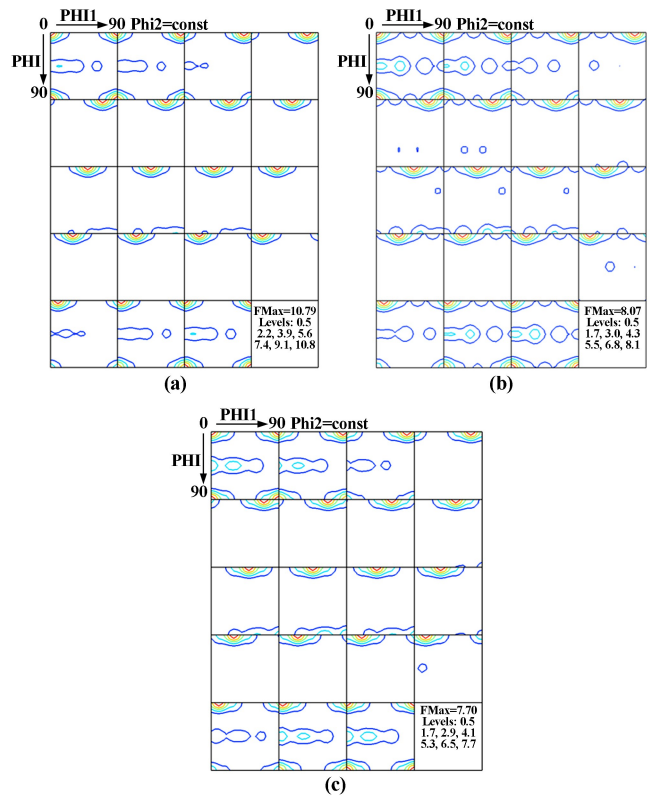 0 PHI1 90 Phi2=const
PHI
90
FMax=10.79
Levels: 0.5
2.2, 3.9, 5.6
7.4, 9.1, 10.8
(a)
0 PHI1 90 Phi2=const
PHI
90
FMax=8.07
Levels: 0.5
1.7, 3.0, 4.3
5.5, 6.8, 8.1
(b)
0 PHI1 90 Phi2=const
PHI
90
FMax=7.70
Levels: 0.5
1.7, 2.9, 4.1
5.3, 6.5, 7.7
(c)